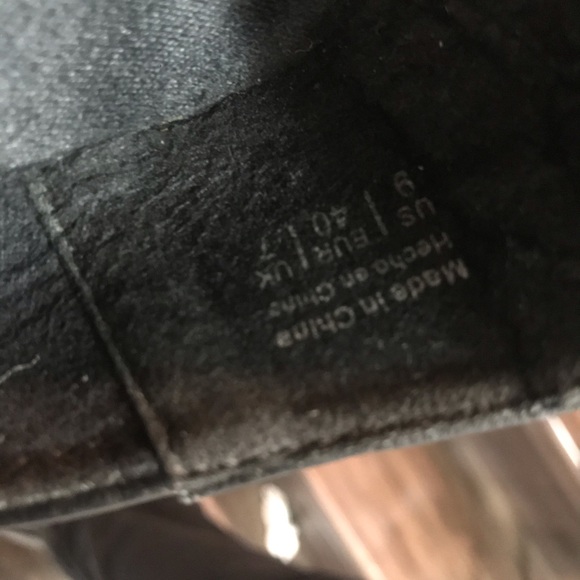 Made in China
Hecho en China
US | EUR | UK
9 | 40 | 7